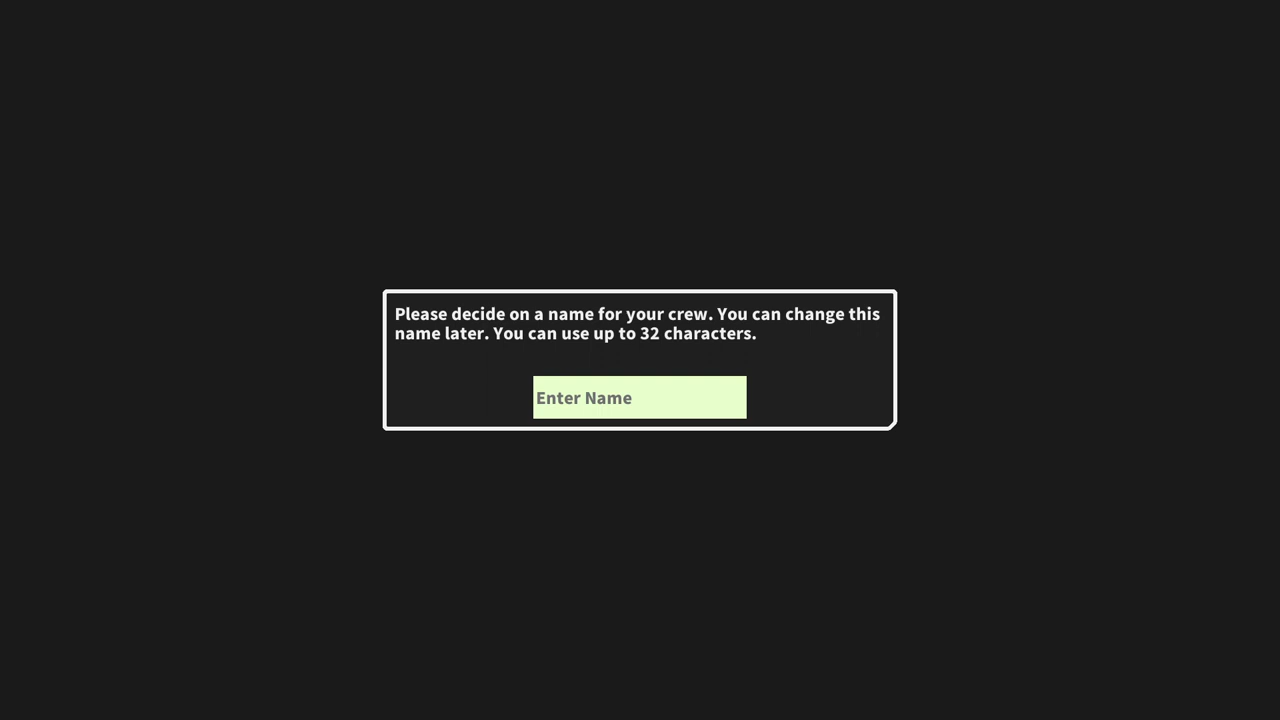 Please decide on a name for your crew. You can change this
name later. You can use up to 32 characters.
Enter Name